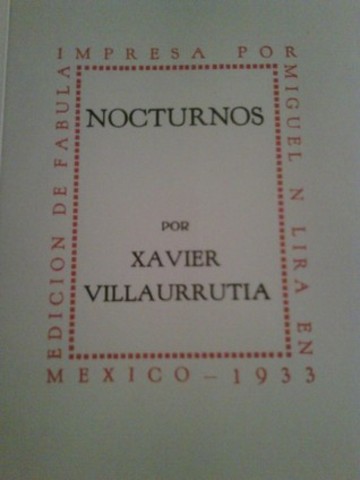 EDICION DE FABULA
IMPRESA POR
MIGUEL N LIRA EN
MEXICO - 1933
NOCTURNOS
POR
XAVIER
VILLAURRUTIA